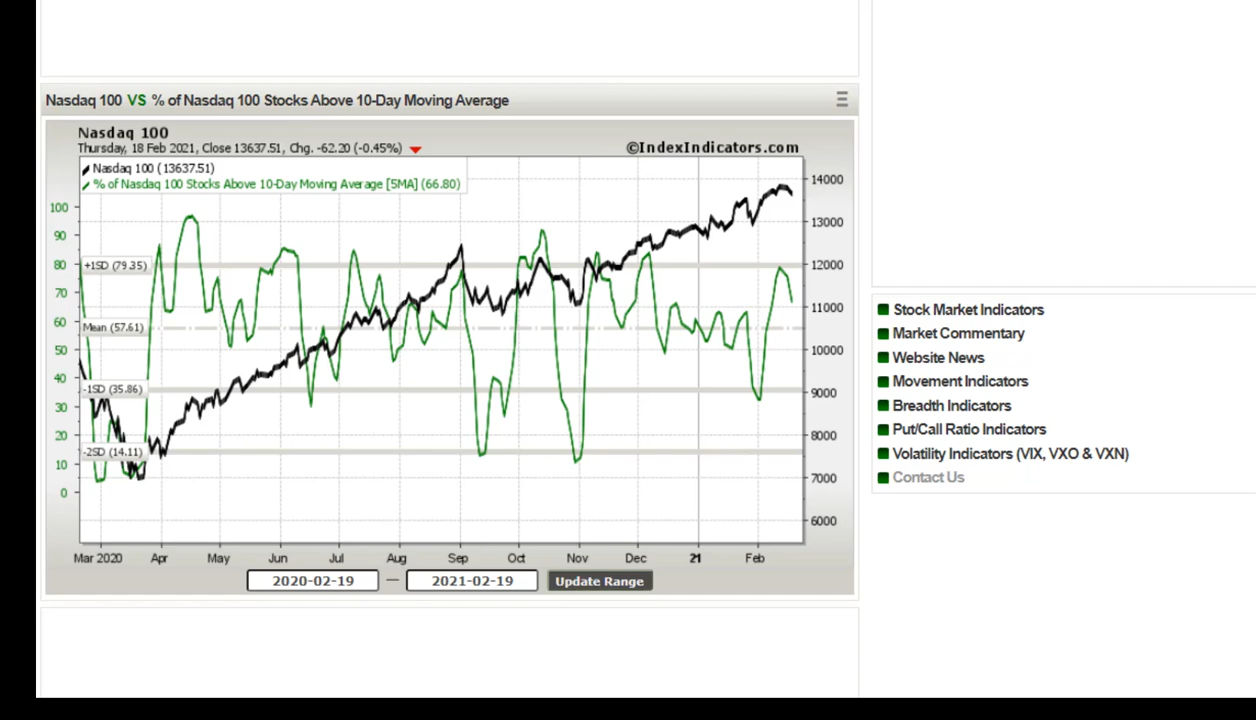 Nasdaq 100 VS % of Nasdaq 100 Stocks Above 10-Day Moving Average
Nasdaq 100
Thursday, 18 Feb 2021, Close 13637.51, Chg. -62.20 (-0.45%)
©IndexIndicators.com
Nasdaq 100 (13637.51)
% of Nasdaq 100 Stocks Above 10-Day Moving Average [5MA] (66.80)
100
90
80
70
60
50
40
30
20
10
0
+1SD (79.35)
Mean (57.61)
-1SD (35.86)
-2SD (14.11)
14000
13000
12000
11000
10000
9000
8000
7000
6000
Mar 2020 Apr May Jun Jul Aug Sep Oct Nov Dec 21 Feb
2020-02-19 — 2021-02-19 Update Range
Stock Market Indicators
Market Commentary
Website News
Movement Indicators
Breadth Indicators
Put/Call Ratio Indicators
Volatility Indicators (VIX, VXO & VXN)
Contact Us